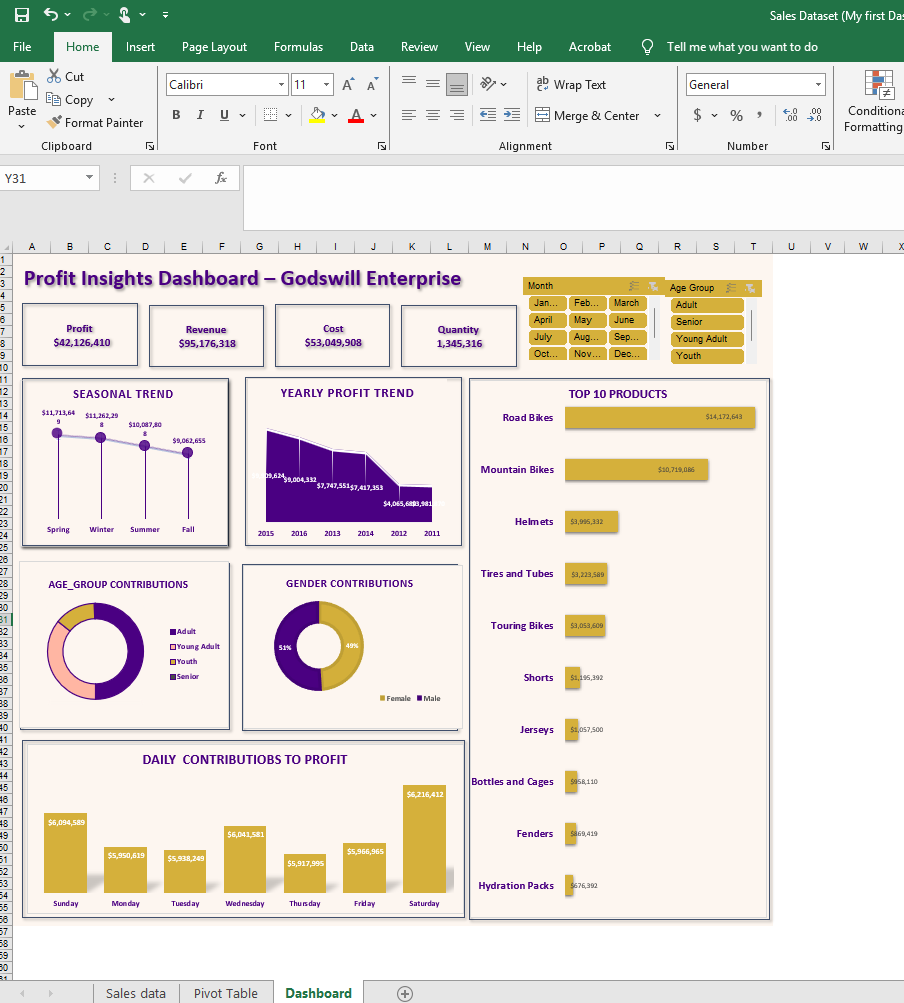 Sales Dataset (My first Das
File Home Insert Page Layout Formulas Data Review View Help Acrobat Tell me what you want to do
Paste
Cut
Copy
Format Painter
Clipboard
Calibri 11
B I U
Font
ab Wrap Text
Merge & Center
Alignment
General
$ % ,
Number
Conditiona
Formatting
Y31
fx
A B C D E F G H I J K L M N O P Q R S T U V W X
Profit Insights Dashboard – Godswill Enterprise
Profit
$42,126,410
Revenue
$95,176,318
Cost
$53,049,908
Quantity
1,345,316
Month
Jan... Feb... March
April May June
July Aug... Sep...
Oct... Nov... Dec...
Age Group
Adult
Senior
Young Adult
Youth
SEASONAL TREND
$11,713,64
9
$11,262,29
8
$10,087,80
8
$9,062,655
Spring Winter Summer Fall
YEARLY PROFIT TREND
$9,004,332
$7,747,551
$7,417,353
2015 2016 2013 2014 2012 2011
TOP 10 PRODUCTS
Road Bikes $14,172,643
Mountain Bikes $10,719,086
Helmets $3,995,332
Tires and Tubes $3,223,589
Touring Bikes $3,053,609
Shorts $1,195,392
Jerseys $1,057,500
Bottles and Cages $958,110
Fenders $869,419
Hydration Packs $676,392
AGE_GROUP CONTRIBUTIONS
Adult
Young Adult
Youth
Senior
GENDER CONTRIBUTIONS
51% 49%
Female Male
DAILY CONTRIBUTIOBS TO PROFIT
$6,094,589
$5,950,619
$5,938,249
$6,041,581
$5,917,995
$5,966,965
$6,216,412
Sunday Monday Tuesday Wednesday Thursday Friday Saturday
Sales data Pivot Table Dashboard